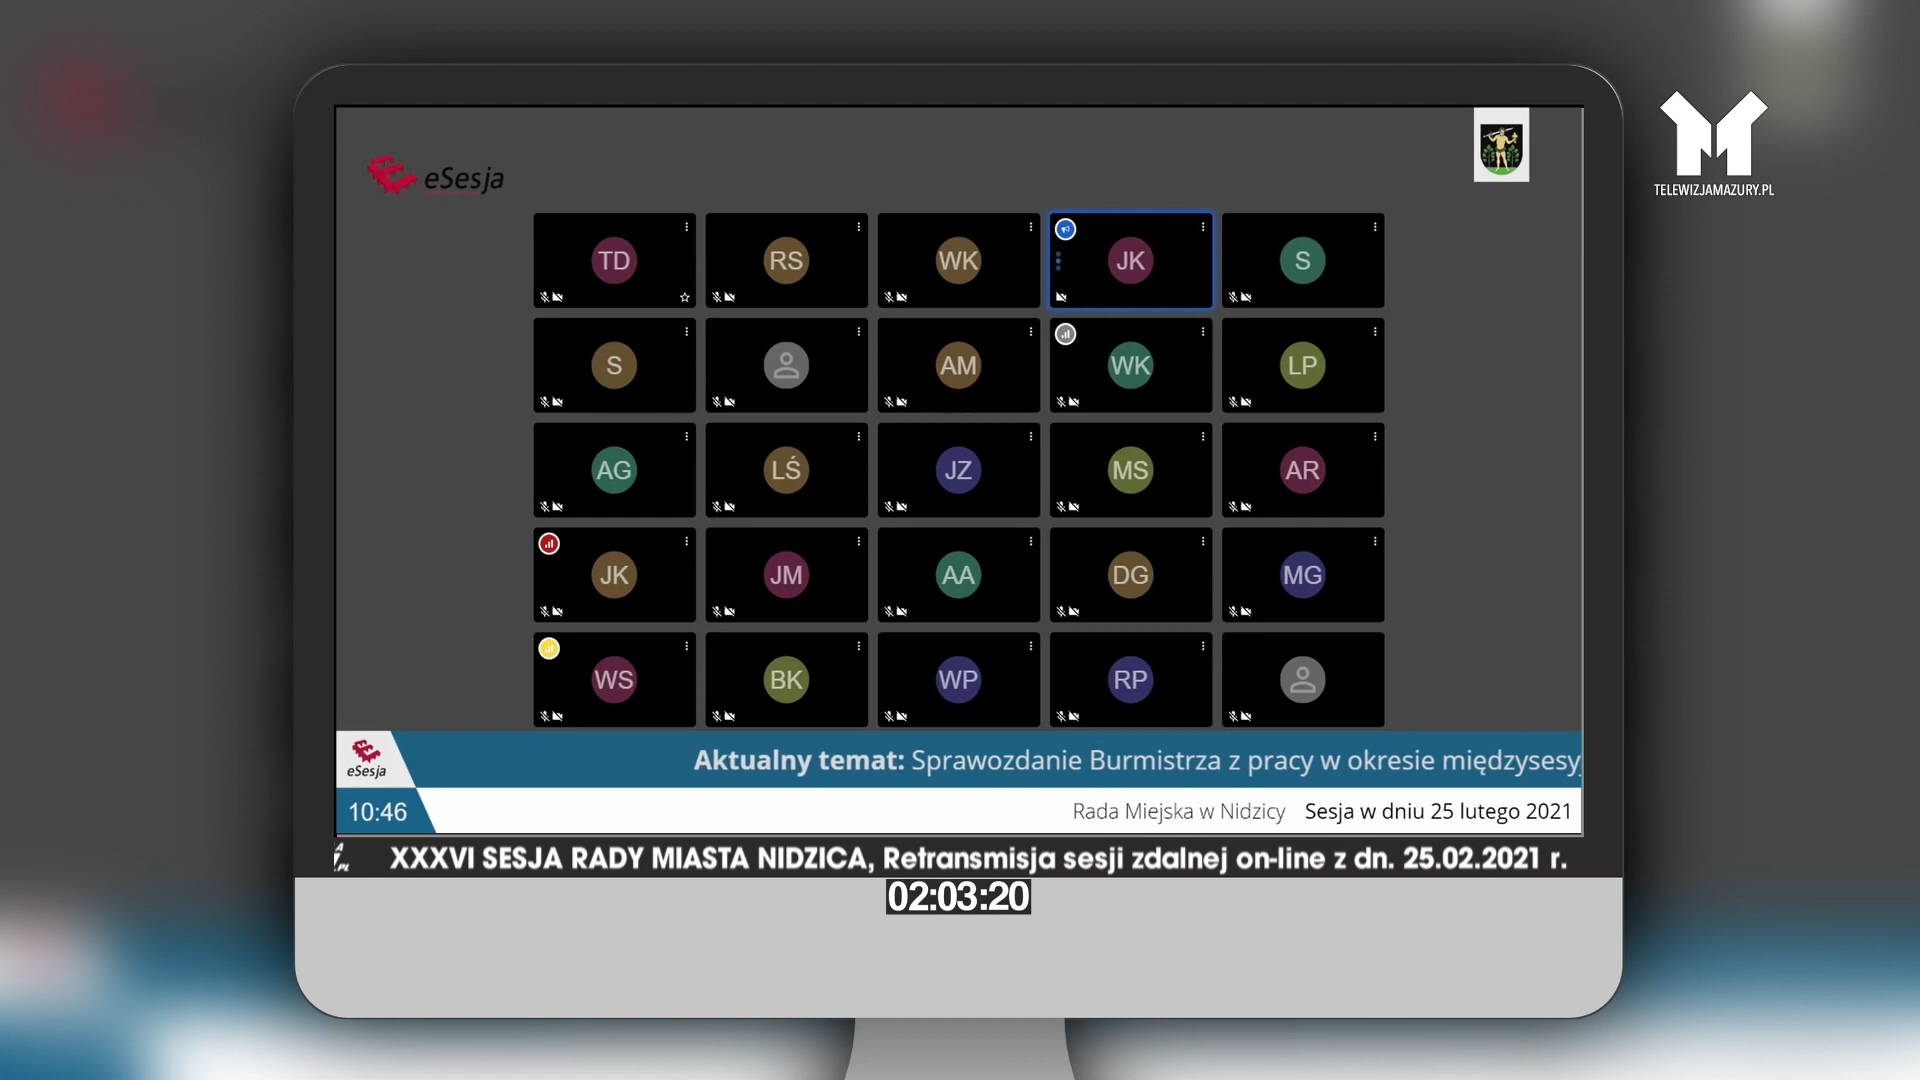 eSesja
TELEWIZJAMAZURY.PL
TD
RS
WK
JK
S
S
AM
WK
LP
AG
LŚ
JZ
MS
AR
JK
JM
AA
DG
MG
WS
BK
WP
RP
eSesja
Aktualny temat: Sprawozdanie Burmistrza z pracy w okresie międzysesy
10:46
Rada Miejska w Nidzicy Sesja w dniu 25 lutego 2021
XXXVI SESJA RADY MIASTA NIDZICA, Retransmisja sesji zdalnej on-line z dn. 25.02.2021 r.
02:03:20